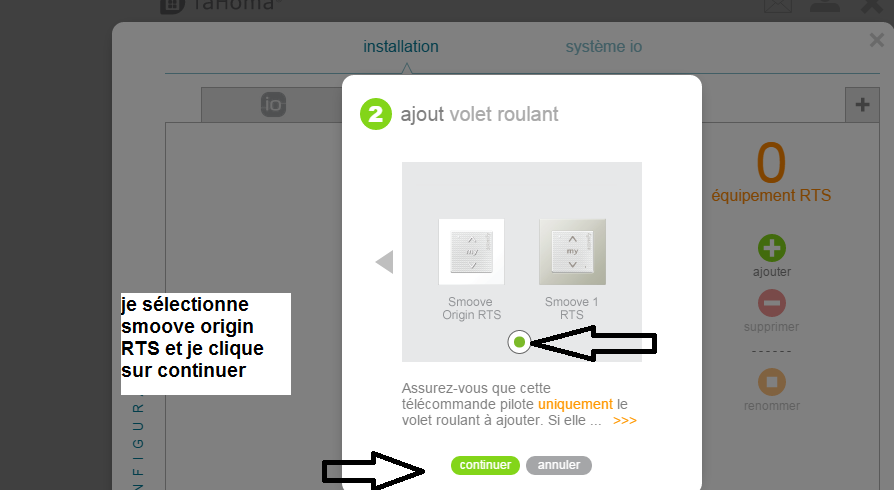 TaHoma®
installation
système io
io
+
2 ajout volet roulant
my
my
Smoove
Origin RTS
Smoove 1
RTS
Assurez-vous que cette
télécommande pilote uniquement le
volet roulant à ajouter. Si elle ... >>>
continuer
annuler
0
équipement RTS
ajouter
supprimer
------
renommer
je sélectionne
smoove origin
RTS et je clique
sur continuer
NFIGUR